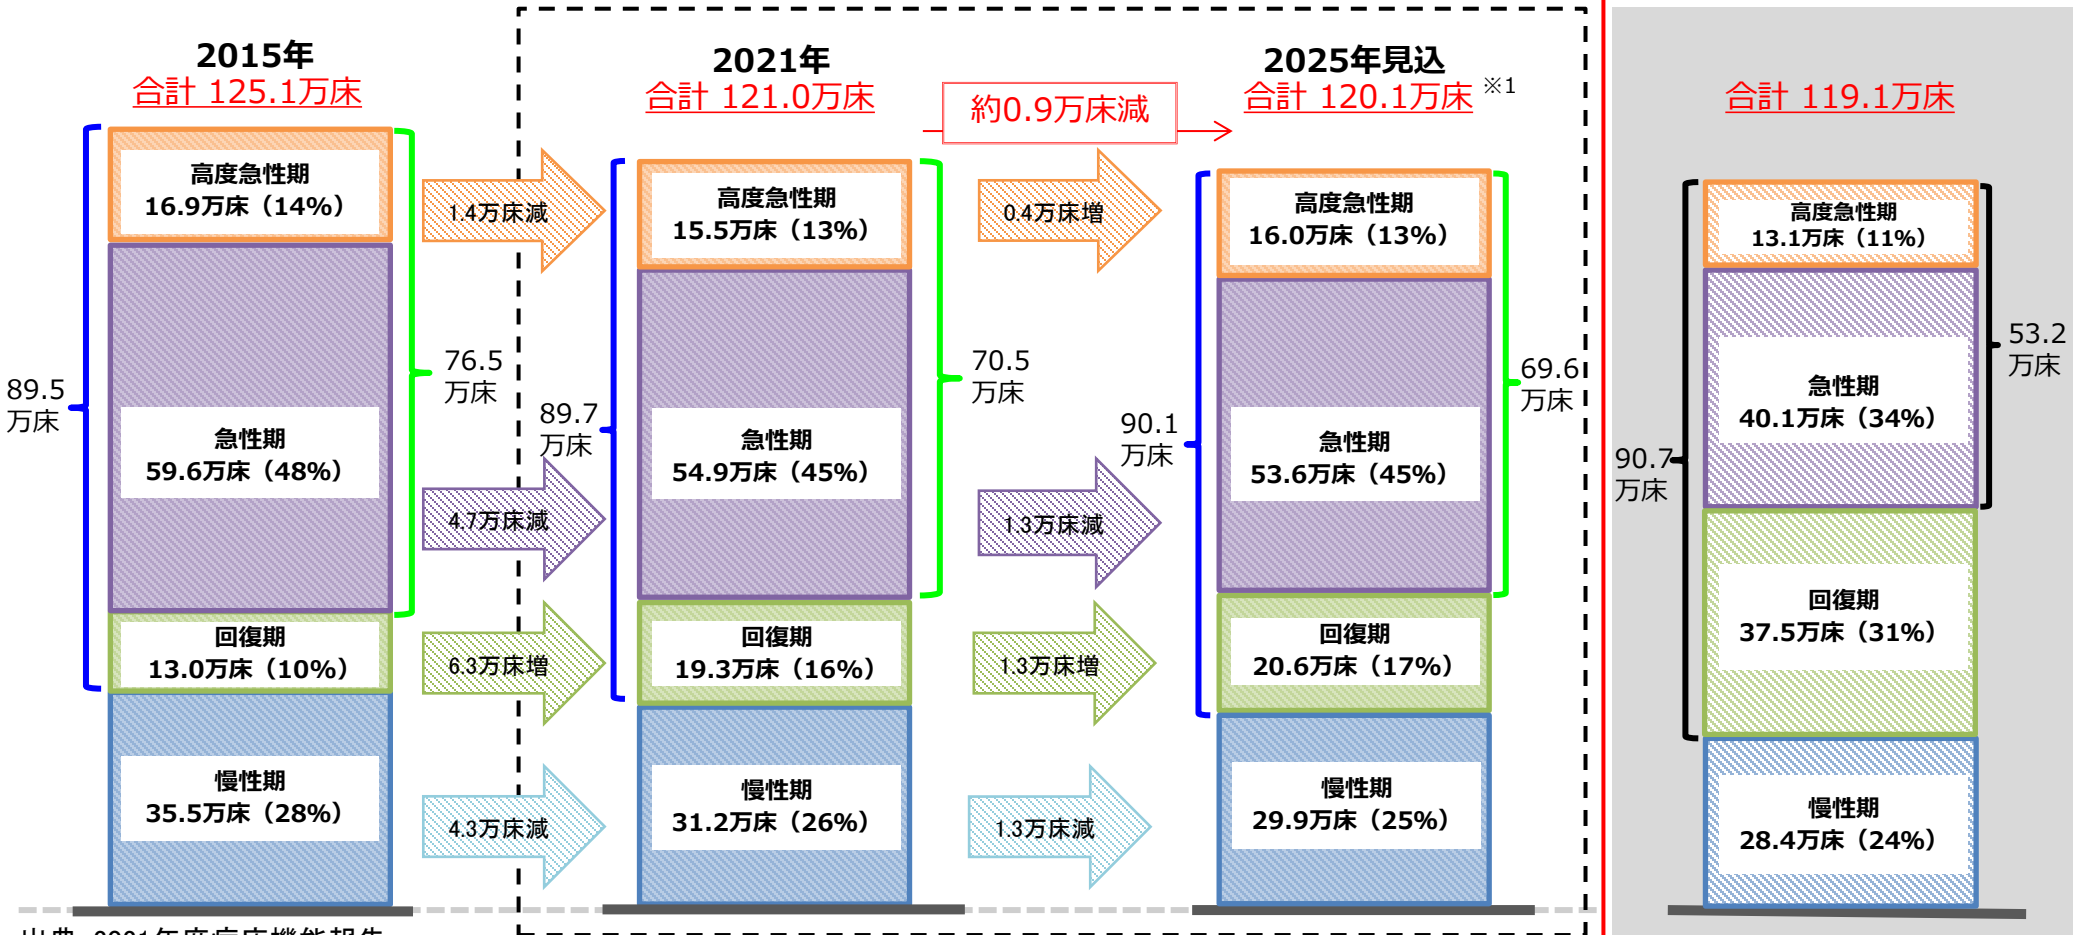 2015年
合計 125.1万床
高度急性期
16.9万床（14%）
急性期
59.6万床（48%）
回復期
13.0万床（10%）
慢性期
35.5万床（28%）
89.5
万床
76.5
万床
1.4万床減
4.7万床減
6.3万床増
4.3万床減
2021年
合計 121.0万床
高度急性期
15.5万床（13%）
急性期
54.9万床（45%）
回復期
19.3万床（16%）
慢性期
31.2万床（26%）
89.7
万床
70.5
万床
約0.9万床減
0.4万床増
1.3万床減
1.3万床増
1.3万床減
2025年見込
合計 120.1万床 ※1
高度急性期
16.0万床（13%）
急性期
53.6万床（45%）
回復期
20.6万床（17%）
慢性期
29.9万床（25%）
90.1
万床
69.6
万床
合計 119.1万床
高度急性期
13.1万床（11%）
急性期
40.1万床（34%）
回復期
37.5万床（31%）
慢性期
28.4万床（24%）
90.7
万床
53.2
万床